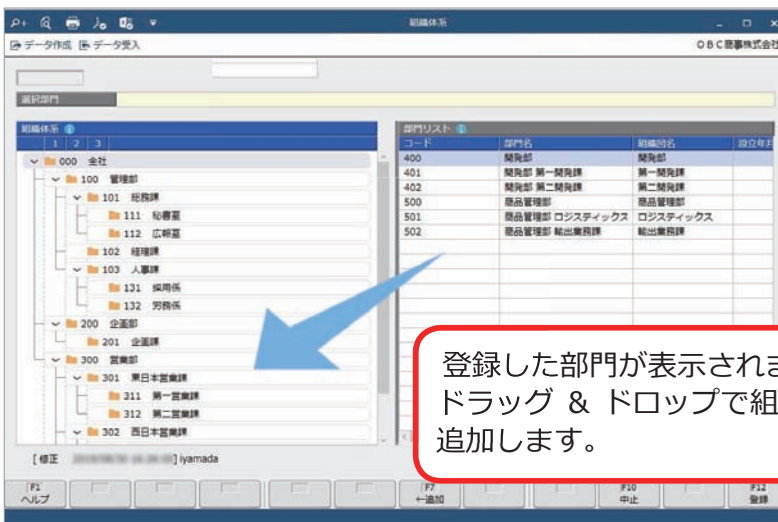 組織体系
データ作成 データ受入
OBC商事株式会社
選択部門
組織体系
1 2 3
000 会社
100 管理部
101 総務課
111 秘書室
112 広報室
102 経理課
103 人事課
131 採用係
132 労務係
200 企画部
201 企画課
300 営業部
301 東日本営業課
311 第一営業課
312 第二営業課
302 西日本営業課
部門リスト
コード 部門名 組織図名 設立年月
400 開発部 開発部
401 開発部 第一開発課 第一開発課
402 開発部 第二開発課 第二開発課
500 商品管理部 商品管理部
501 商品管理部 ロジスティックス ロジスティックス
502 商品管理部 輸出業務課 輸出業務課
登録した部門が表示されま
ドラッグ & ドロップで組
追加します。
[修正 ] iyamada
F1 F7 F10 F12
ヘルプ ←追加 中止 登録